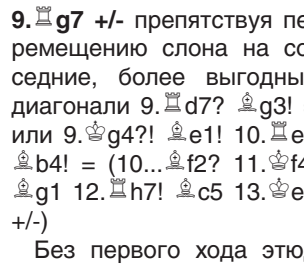 9.♖g7 +/- препятствуя пе
ремещению слона на со
седние, более выгодны
диагонали 9.♖d7? ♗g3!
или 9.♔g4?! ♗e1! 10.♖e
♗b4! = (10...♗f2? 11.♔f4
♗g1 12.♖h7! ♗c5 13.♔e
+/-)
Без первого хода этю